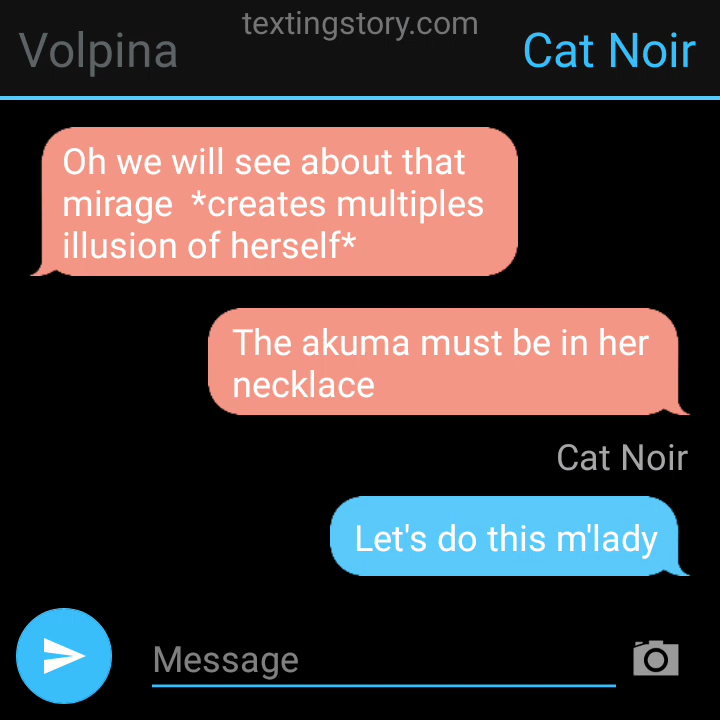 textingstory.com
Volpina
Cat Noir
Oh we will see about that
mirage  *creates multiples
illusion of herself*
The akuma must be in her
necklace
Cat Noir
Let's do this m'lady
Message